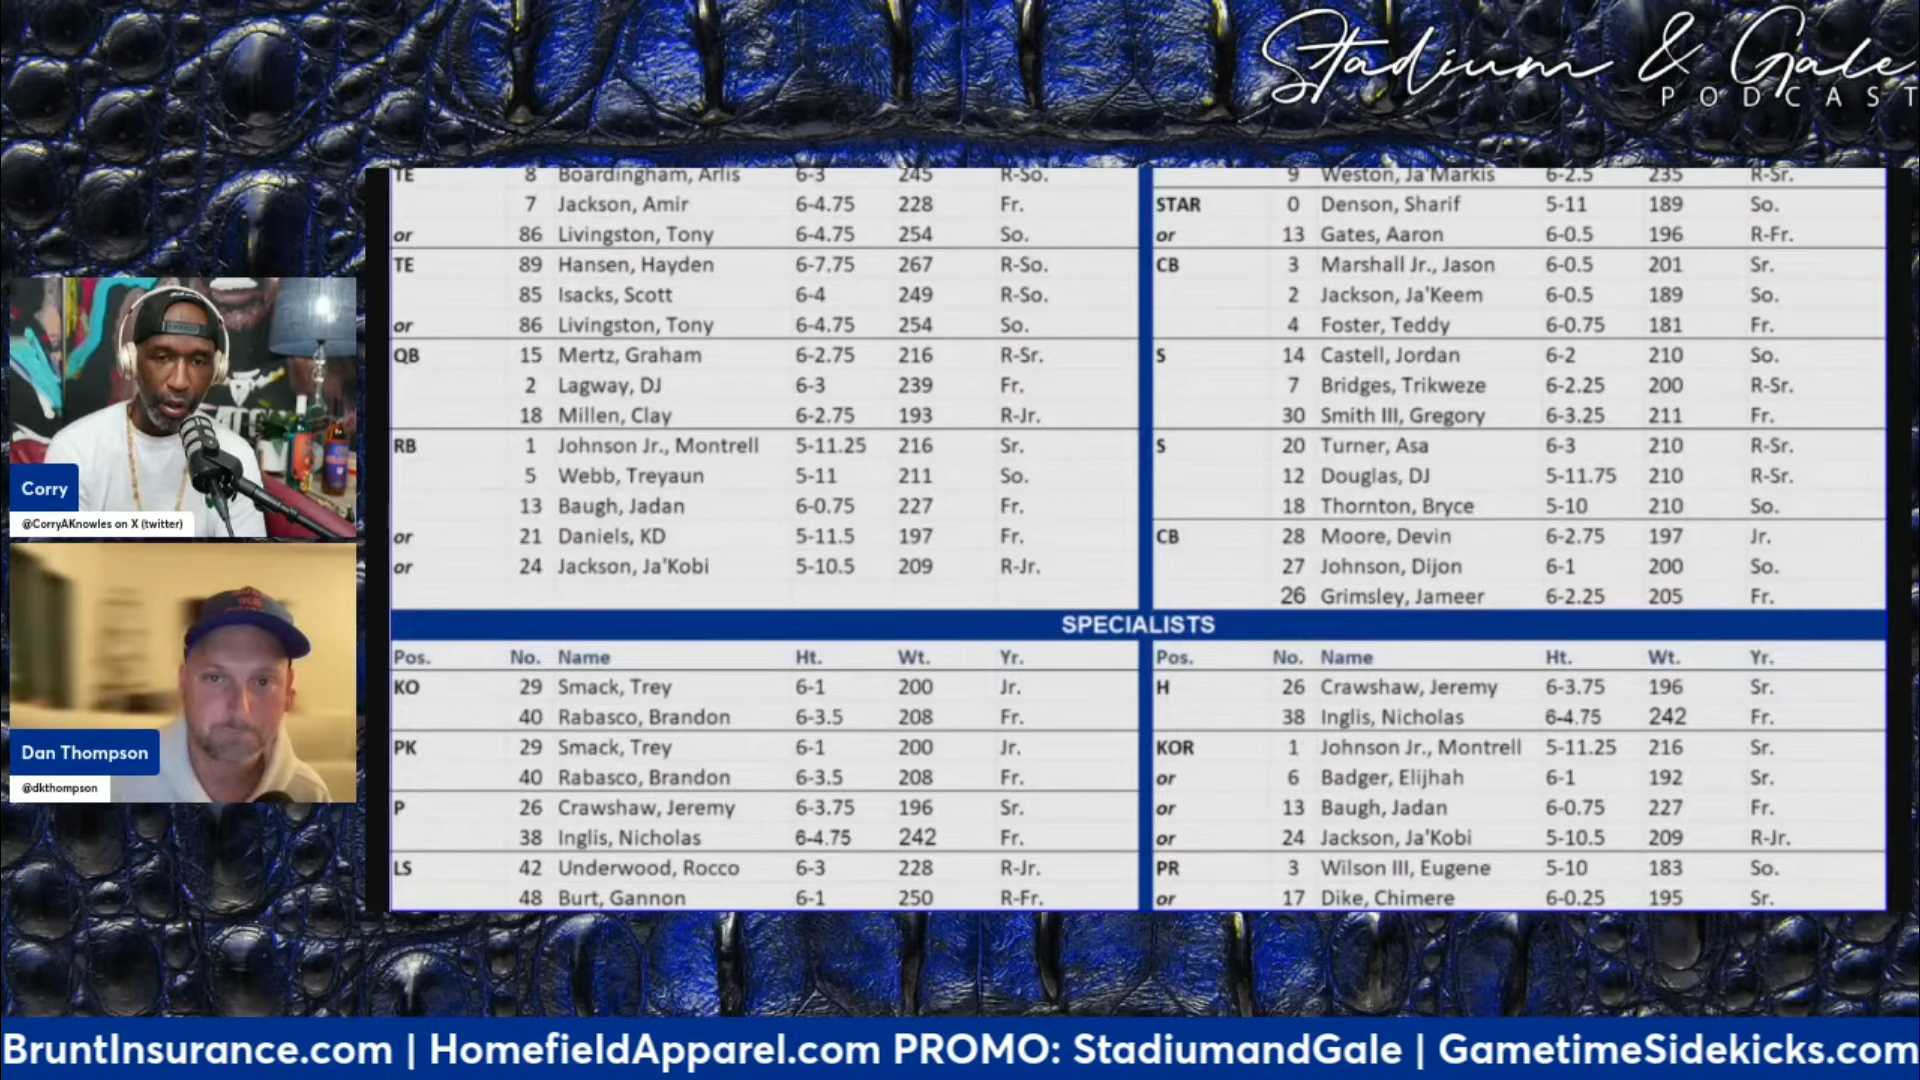 Stadium & Gale
PODCAST
TE 8 Boardingham, Arlis 6-3 245 R-So.
7 Jackson, Amir 6-4.75 228 Fr.
or 86 Livingston, Tony 6-4.75 254 So.
TE 89 Hansen, Hayden 6-7.75 267 R-So.
85 Isacks, Scott 6-4 249 R-So.
or 86 Livingston, Tony 6-4.75 254 So.
QB 15 Mertz, Graham 6-2.75 216 R-Sr.
2 Lagway, DJ 6-3 239 Fr.
18 Millen, Clay 6-2.75 193 R-Jr.
RB 1 Johnson Jr., Montrell 5-11.25 216 Sr.
5 Webb, Treyaun 5-11 211 So.
13 Baugh, Jadan 6-0.75 227 Fr.
or 21 Daniels, KD 5-11.5 197 Fr.
or 24 Jackson, Ja'Kobi 5-10.5 209 R-Jr.
9 Weston, Ja'Markis 6-2.5 235 R-Sr.
STAR 0 Denson, Sharif 5-11 189 So.
or 13 Gates, Aaron 6-0.5 196 R-Fr.
CB 3 Marshall Jr., Jason 6-0.5 201 Sr.
2 Jackson, Ja'Keem 6-0.5 189 So.
4 Foster, Teddy 6-0.75 181 Fr.
S 14 Castell, Jordan 6-2 210 So.
7 Bridges, Trikweze 6-2.25 200 R-Sr.
30 Smith III, Gregory 6-3.25 211 Fr.
S 20 Turner, Asa 6-3 210 R-Sr.
12 Douglas, DJ 5-11.75 210 R-Sr.
18 Thornton, Bryce 5-10 210 So.
CB 28 Moore, Devin 6-2.75 197 Jr.
27 Johnson, Dijon 6-1 200 So.
26 Grimsley, Jameer 6-2.25 205 Fr.
SPECIALISTS
Pos. No. Name Ht. Wt. Yr.
KO 29 Smack, Trey 6-1 200 Jr.
40 Rabasco, Brandon 6-3.5 208 Fr.
PK 29 Smack, Trey 6-1 200 Jr.
40 Rabasco, Brandon 6-3.5 208 Fr.
P 26 Crawshaw, Jeremy 6-3.75 196 Sr.
38 Inglis, Nicholas 6-4.75 242 Fr.
LS 42 Underwood, Rocco 6-3 228 R-Jr.
48 Burt, Gannon 6-1 250 R-Fr.
Pos. No. Name Ht. Wt. Yr.
H 26 Crawshaw, Jeremy 6-3.75 196 Sr.
38 Inglis, Nicholas 6-4.75 242 Fr.
KOR 1 Johnson Jr., Montrell 5-11.25 216 Sr.
or 6 Badger, Elijhah 6-1 192 Sr.
or 13 Baugh, Jadan 6-0.75 227 Fr.
or 24 Jackson, Ja'Kobi 5-10.5 209 R-Jr.
PR 3 Wilson III, Eugene 5-10 183 So.
or 17 Dike, Chimere 6-0.25 195 Sr.
Corry
@CorryAKnowles on X (twitter)
Dan Thompson
@dkthompson
BruntInsurance.com | HomefieldApparel.com PROMO: StadiumandGale | GametimeSidekicks.com